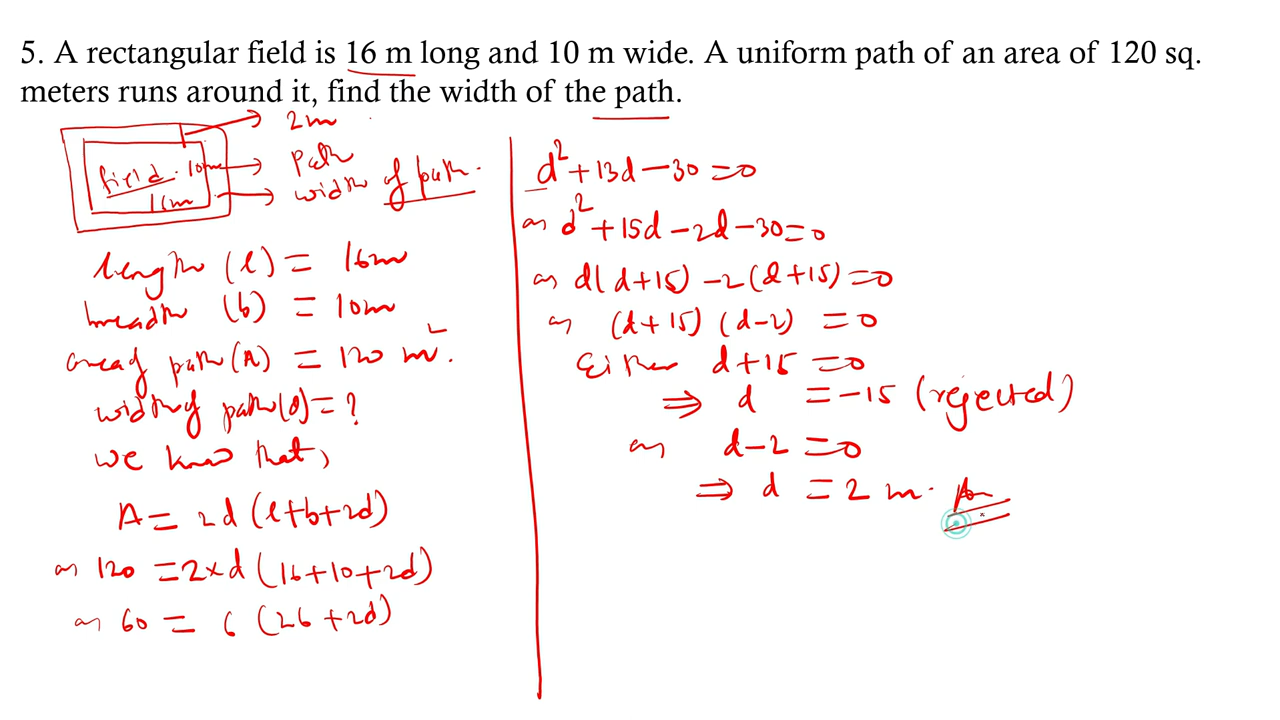 5. A rectangular field is 16 m long and 10 m wide. A uniform path of an area of 120 sq.
meters runs around it, find the width of the path.
2m
field 10m
path
16m
width of path.
length (l) = 16m
breadth (b) = 10m
area of path (A) = 120 m².
width of path (d) = ?
we know that,
A = 2d (l+b+2d)
or 120 = 2×d (16+10+2d)
or 60 = (26+2d)
d²+13d-30=0
or d²+15d-2d-30=0
or d(d+15)-2(d+15)=0
or (d+15)(d-2) = 0
Either d+15 = 0
⇒ d = -15 (rejected)
or d-2 = 0
⇒ d = 2 m.